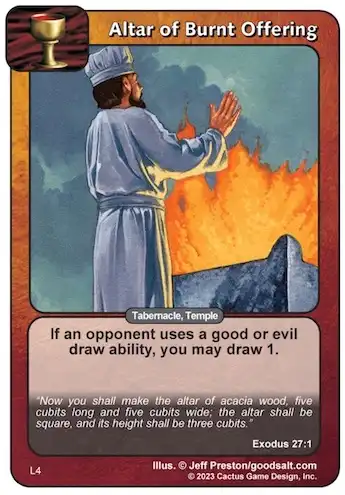 Altar of Burnt Offering
Tabernacle, Temple
If an opponent uses a good or evil
draw ability, you may draw 1.
"Now you shall make the altar of acacia wood, five
cubits long and five cubits wide; the altar shall be
square, and its height shall be three cubits."
Exodus 27:1
Illus. © Jeff Preston/goodsalt.com
L4
© 2023 Cactus Game Design, Inc.